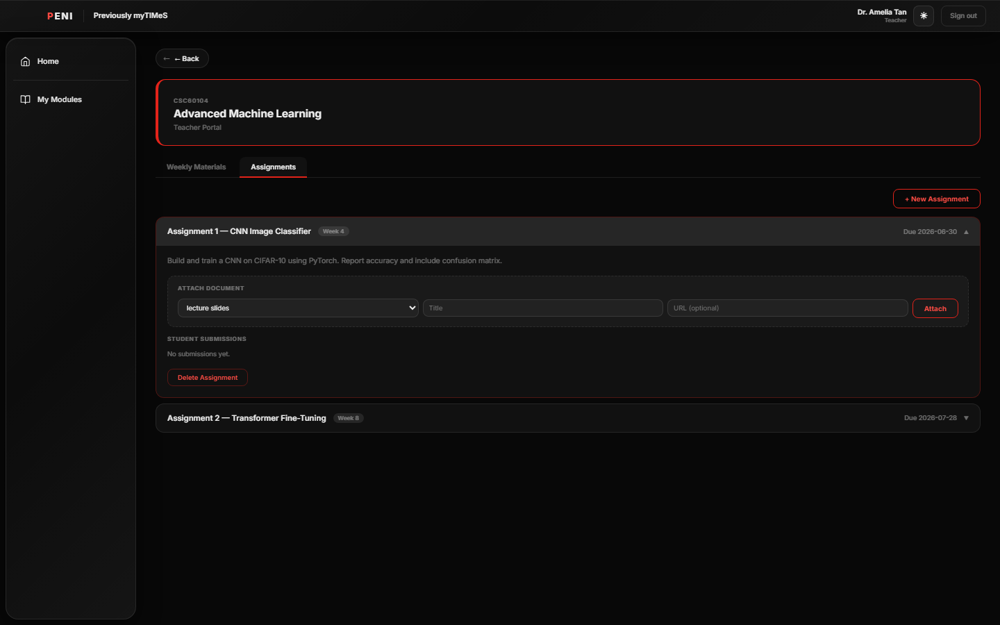 PENI
Previously myTIMeS
Dr. Amelia Tan
Teacher
Sign out
Home
My Modules
← ← Back
CSC60104
Advanced Machine Learning
Teacher Portal
Weekly Materials
Assignments
+ New Assignment
Assignment 1 — CNN Image Classifier
Week 4
Due 2026-06-30 ▲
Build and train a CNN on CIFAR-10 using PyTorch. Report accuracy and include confusion matrix.
ATTACH DOCUMENT
lecture slides
Title
URL (optional)
Attach
STUDENT SUBMISSIONS
No submissions yet.
Delete Assignment
Assignment 2 — Transformer Fine-Tuning
Week 8
Due 2026-07-28 ▼